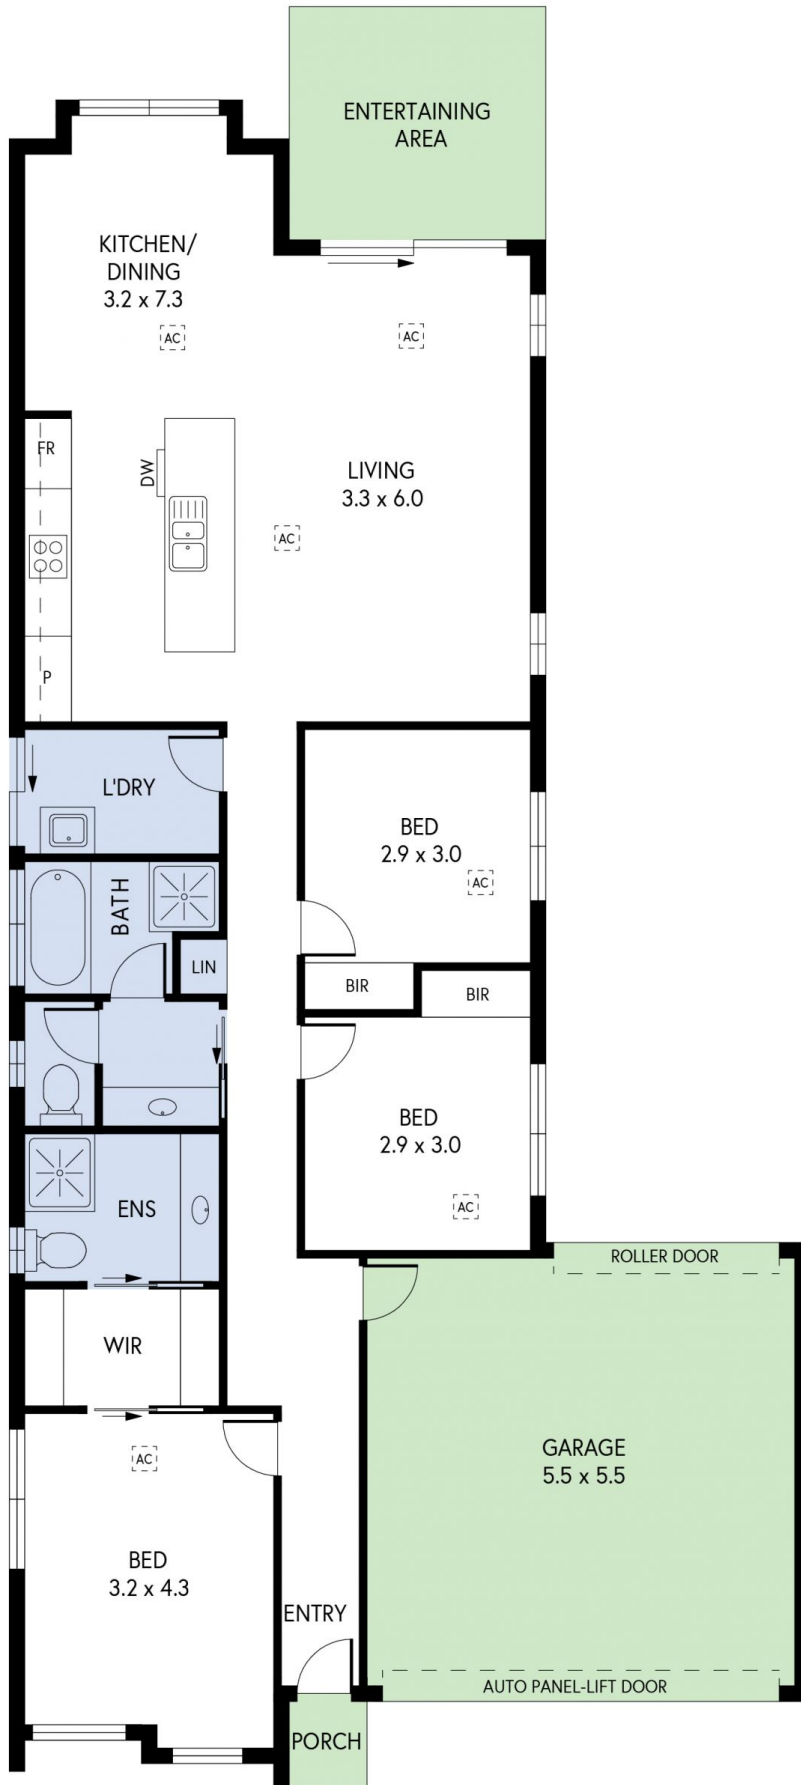 ENTERTAINING
AREA
KITCHEN/
DINING
3.2 x 7.3
AC
AC
FR
DW
LIVING
3.3 x 6.0
AC
P
L'DRY
BED
2.9 x 3.0
AC
BATH
LIN
BIR
BIR
BED
2.9 x 3.0
AC
ENS
ROLLER DOOR
WIR
AC
GARAGE
5.5 x 5.5
BED
3.2 x 4.3
ENTRY
AUTO PANEL-LIFT DOOR
PORCH